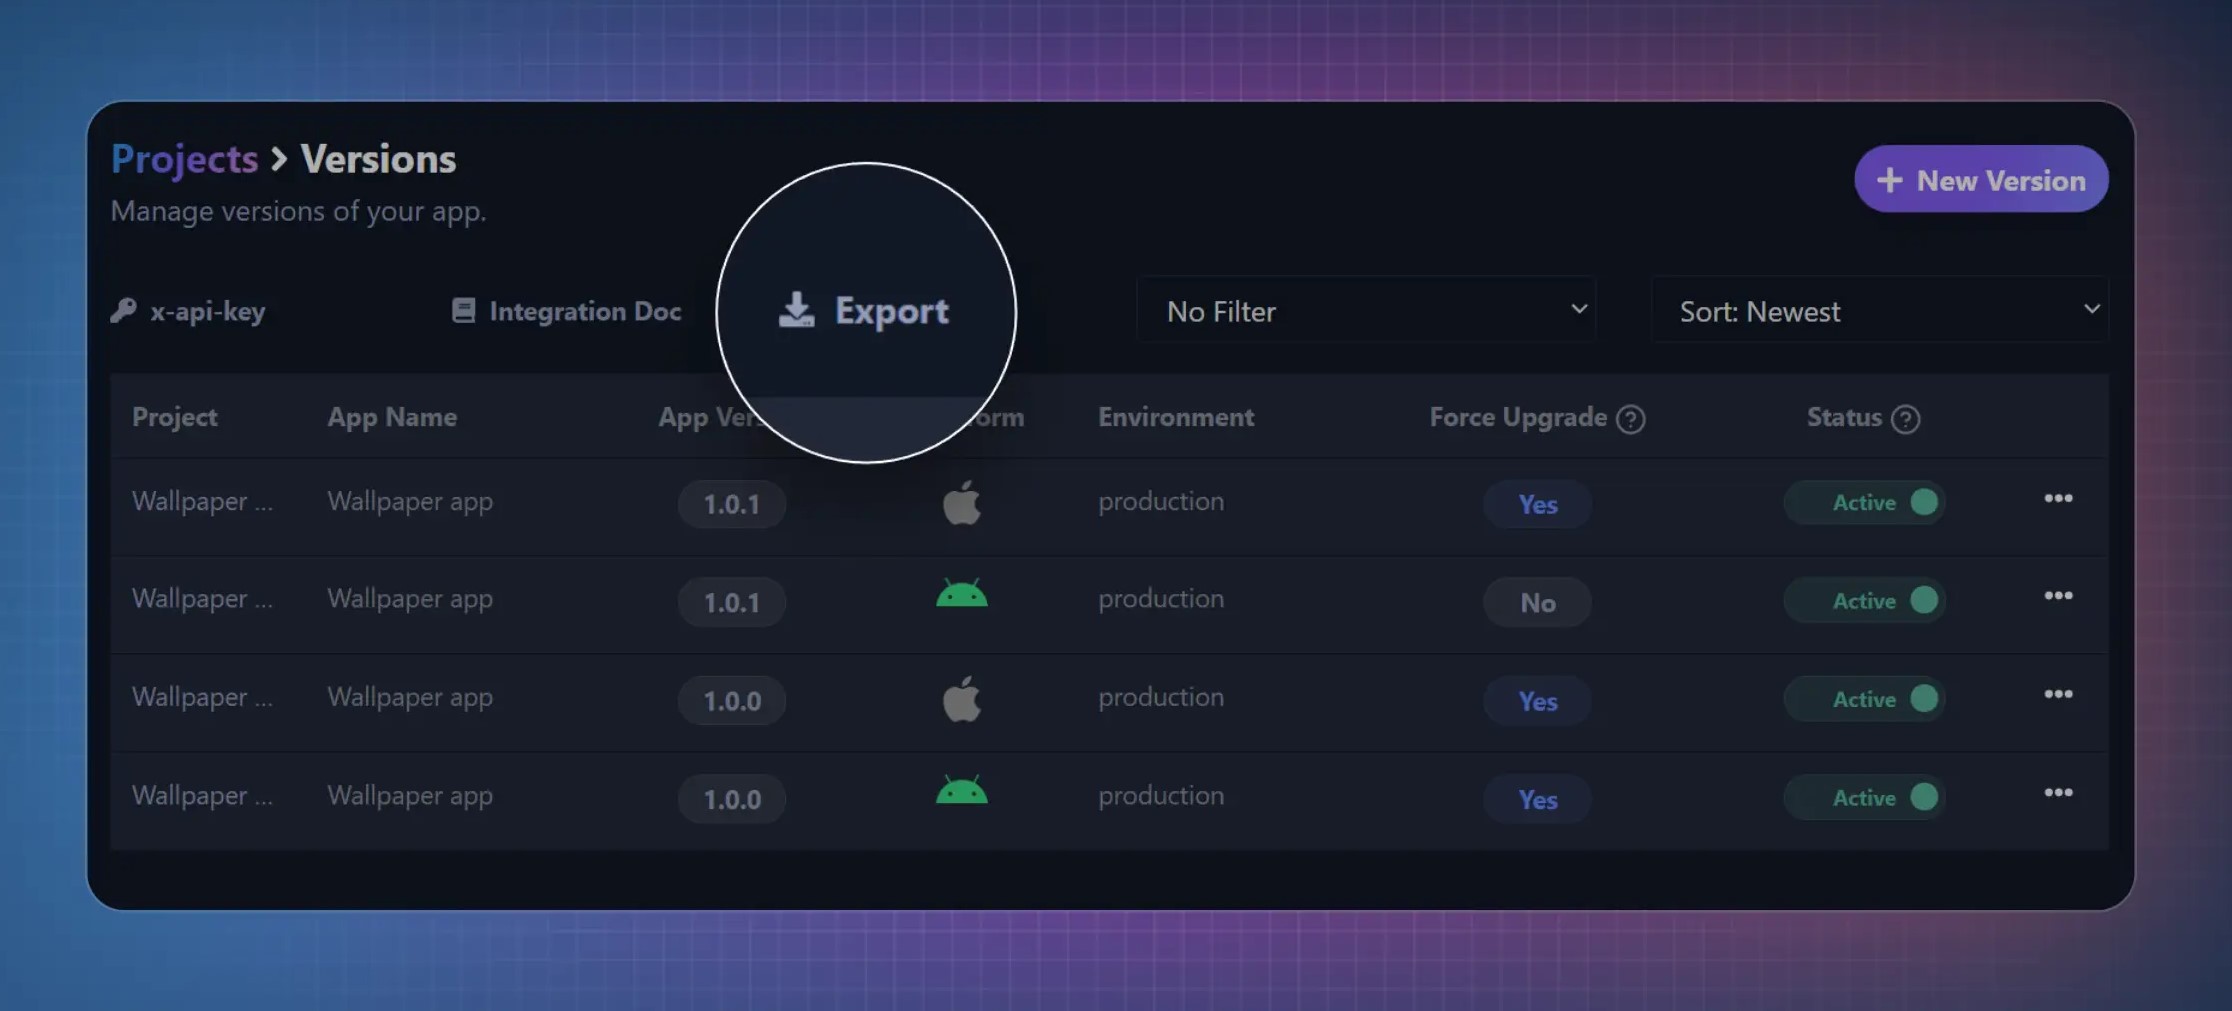 Projects > Versions
Manage versions of your app.
+ New Version
x-api-key
Integration Doc
Export
No Filter
Sort: Newest
Project App Name App Ver orm Environment Force Upgrade ? Status ?
Wallpaper ... Wallpaper app 1.0.1 production Yes Active ...
Wallpaper ... Wallpaper app 1.0.1 production No Active ...
Wallpaper ... Wallpaper app 1.0.0 production Yes Active ...
Wallpaper ... Wallpaper app 1.0.0 production Yes Active ...